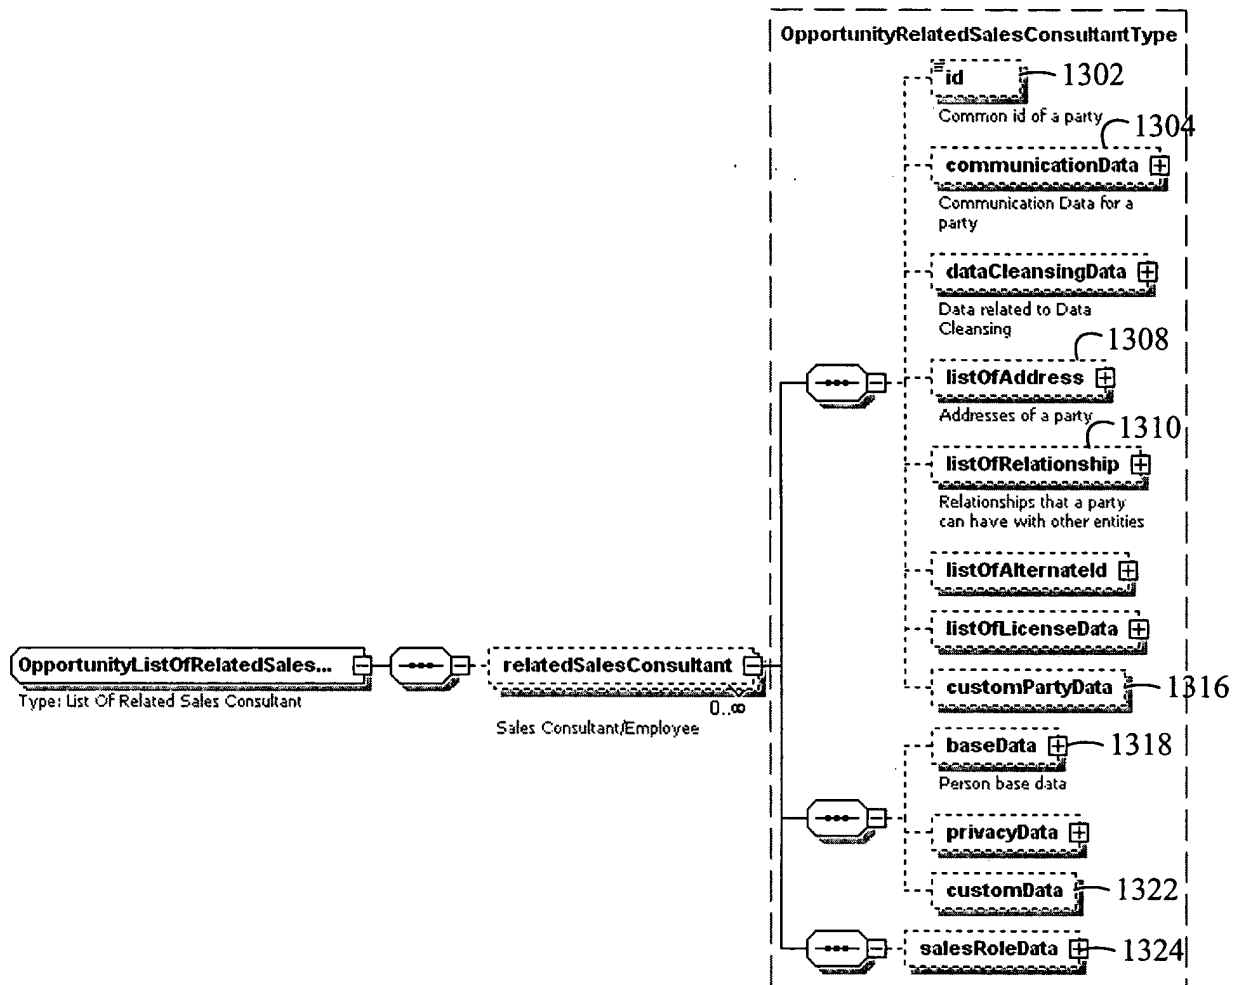 OpportunityRelatedSalesConsultantType
id
1302
Common id of a party
1304
communicationData
Communication Data for a
party
dataCleansingData
Data related to Data
Cleansing
1308
listOfAddress
Addresses of a party
1310
listOfRelationship
Relationships that a party
can have with other entities
listOfAlternateId
listOfLicenseData
OpportunityListOfRelatedSales...
Type: List Of Related Sales Consultant
relatedSalesConsultant
0..∞
Sales Consultant/Employee
customPartyData
1316
baseData
1318
Person base data
privacyData
customData
1322
salesRoleData
1324